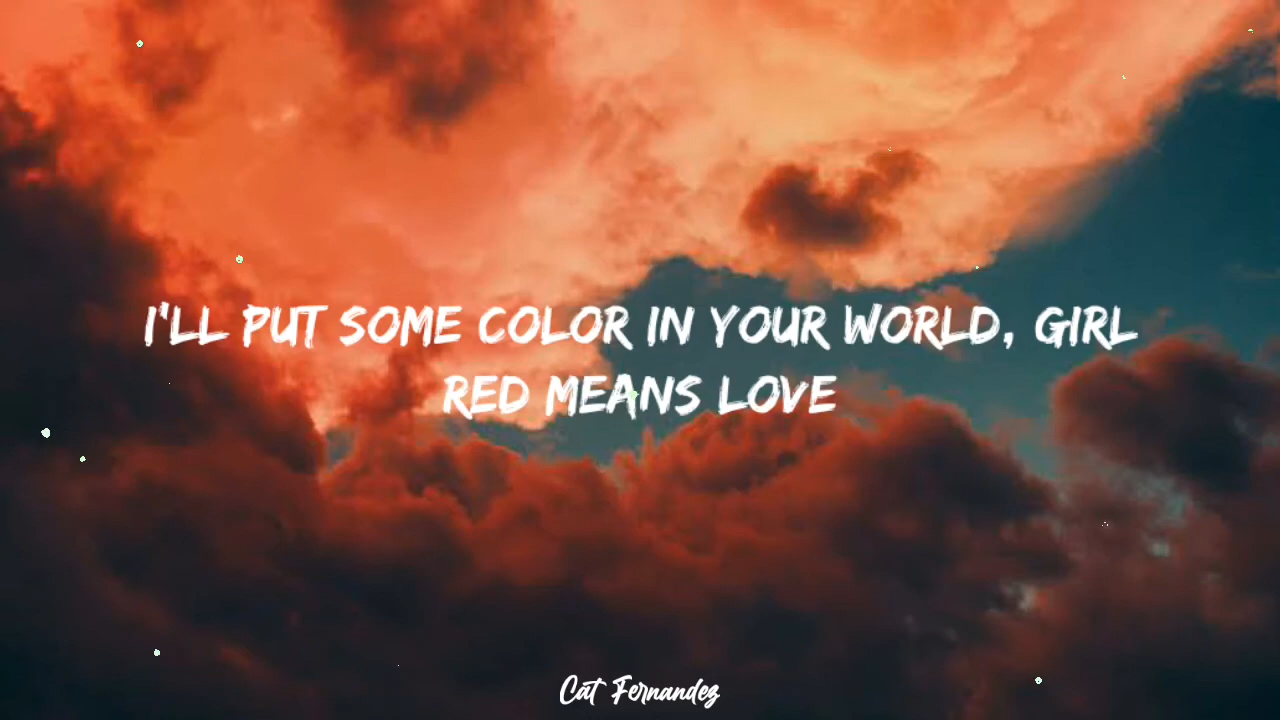 I'LL PUT SOME COLOR IN YOUR WORLD, GIRL
RED MEANS LOVE
Cat Fernandez